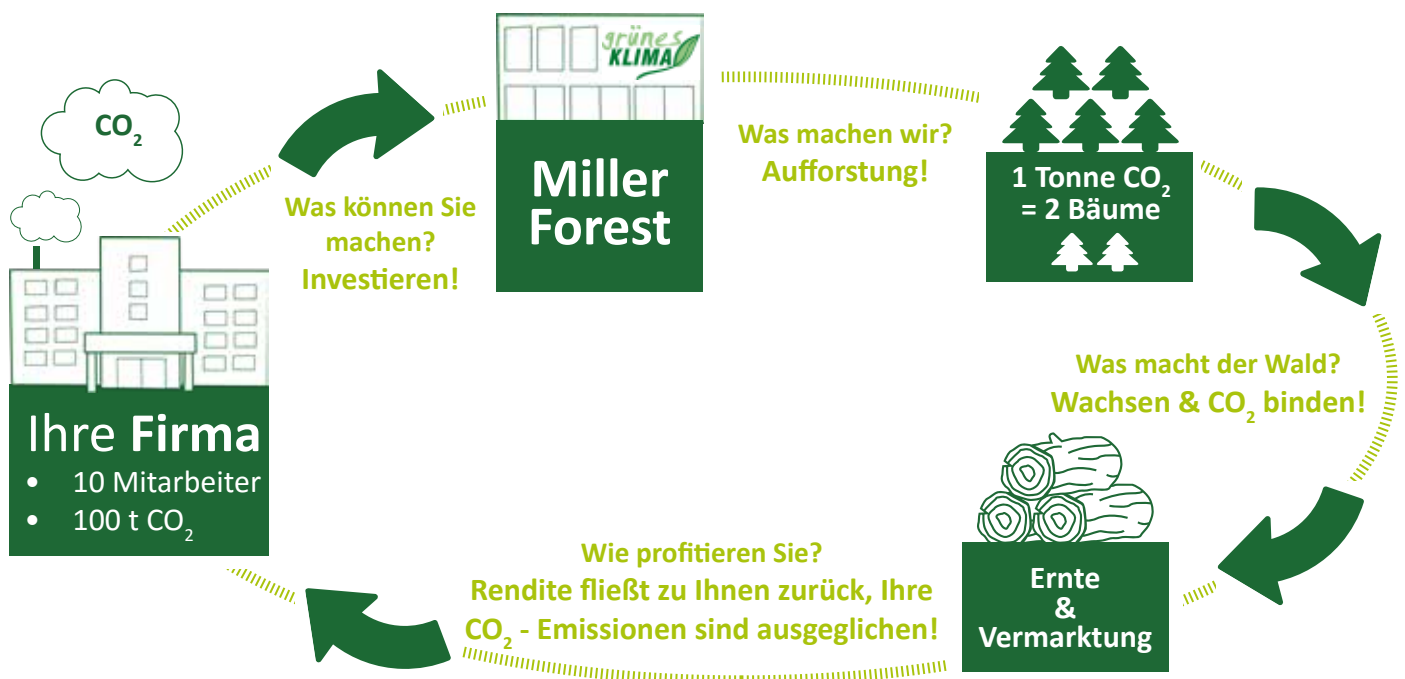 CO₂
Ihre Firma
• 10 Mitarbeiter
• 100 t CO₂
Was können Sie
machen?
Investieren!
grünes
KLIMA
Miller
Forest
Was machen wir?
Aufforstung!
1 Tonne CO₂
= 2 Bäume
Was macht der Wald?
Wachsen & CO₂ binden!
Ernte
&
Vermarktung
Wie profitieren Sie?
Rendite fließt zu Ihnen zurück, Ihre
CO₂ - Emissionen sind ausgeglichen!